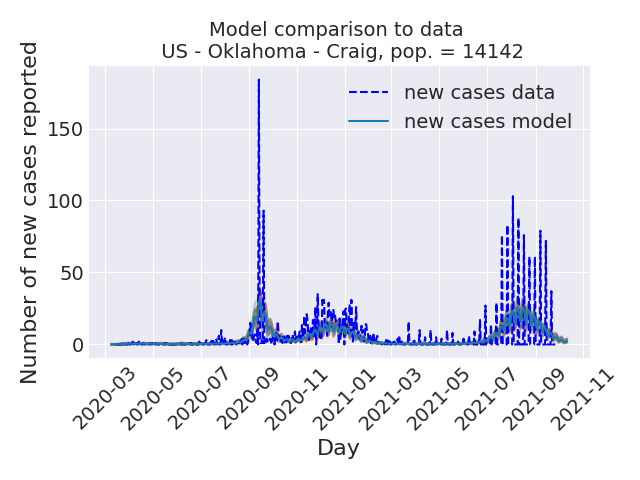 Model comparison to data
US - Oklahoma - Craig, pop. = 14142
Number of new cases reported
150
100
50
0
new cases data
new cases model
2020-03
2020-05
2020-07
2020-09
2020-11
2021-01
2021-03
2021-05
2021-07
2021-09
2021-11
Day